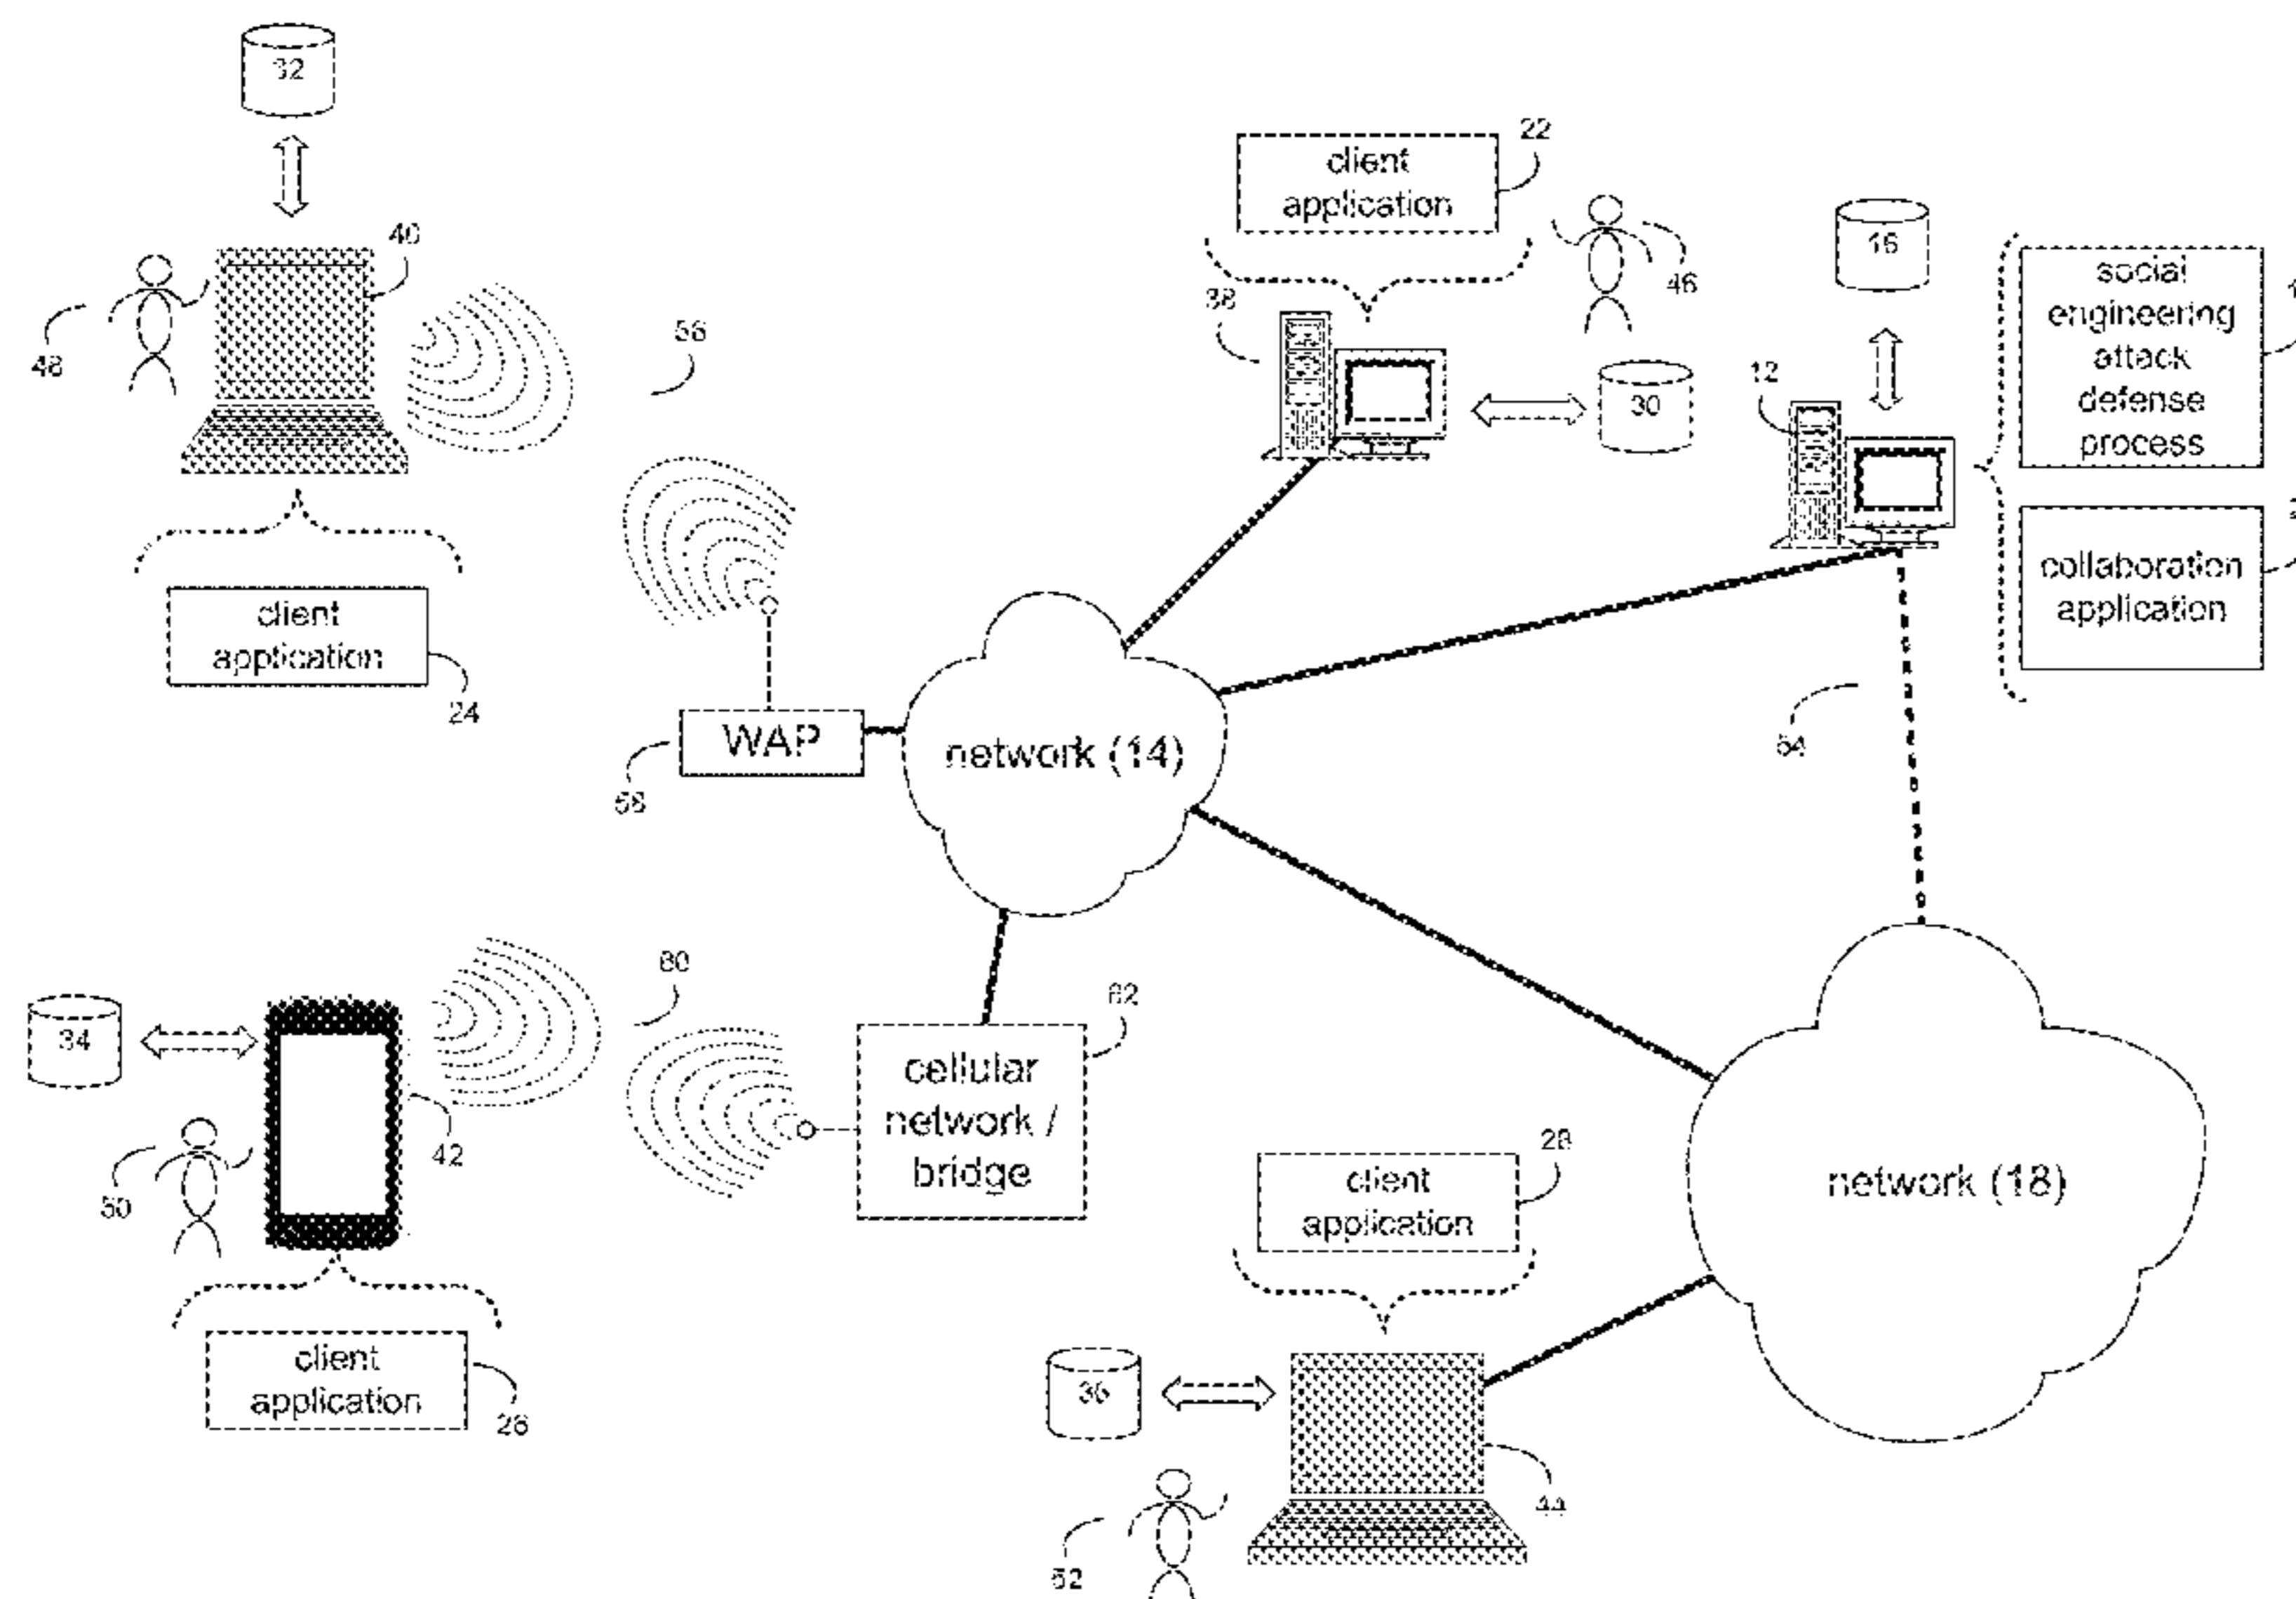 32
22
client
application
16
social
engineering
attack
defense
process
40
46
38
48
56
12
30
collaboration
application
client
application
24
54
WAP
network (14)
58
60
62
34
cellular
network /
bridge
42
28
client
application
network (18)
50
client
application
26
36
44
52